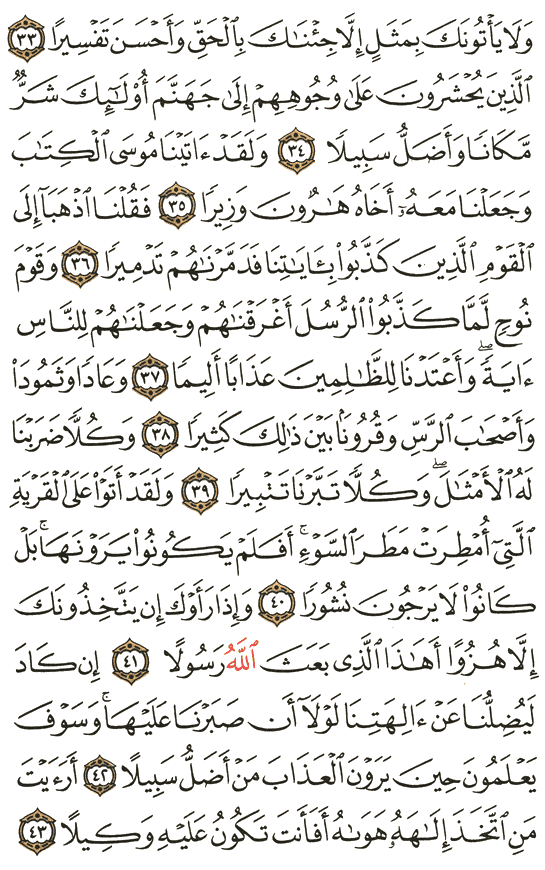 وَلَا يَأۡتُونَكَ بِمَثَلٍ إِلَّا جِئۡنَٰكَ بِٱلۡحَقِّ وَأَحۡسَنَ تَفۡسِيرًا ٣٣
ٱلَّذِينَ يُحۡشَرُونَ عَلَىٰ وُجُوهِهِمۡ إِلَىٰ جَهَنَّمَ أُوْلَٰٓئِكَ شَرّٞ
مَّكَانٗا وَأَضَلُّ سَبِيلٗا ٣٤ وَلَقَدۡ ءَاتَيۡنَا مُوسَى ٱلۡكِتَٰبَ
وَجَعَلۡنَا مَعَهُۥٓ أَخَاهُ هَٰرُونَ وَزِيرٗا ٣٥ فَقُلۡنَا ٱذۡهَبَآ إِلَى
ٱلۡقَوۡمِ ٱلَّذِينَ كَذَّبُواْ بِـَٔايَٰتِنَا فَدَمَّرۡنَٰهُمۡ تَدۡمِيرٗا ٣٦ وَقَوۡمَ
نُوحٖ لَّمَّا كَذَّبُواْ ٱلرُّسُلَ أَغۡرَقۡنَٰهُمۡ وَجَعَلۡنَٰهُمۡ لِلنَّاسِ
ءَايَةٗۖ وَأَعۡتَدۡنَا لِلظَّٰلِمِينَ عَذَابًا أَلِيمٗا ٣٧ وَعَادٗا وَثَمُودَاْ
وَأَصۡحَٰبَ ٱلرَّسِّ وَقُرُونَۢا بَيۡنَ ذَٰلِكَ كَثِيرٗا ٣٨ وَكُلّٗا ضَرَبۡنَا
لَهُ ٱلۡأَمۡثَٰلَۖ وَكُلّٗا تَبَّرۡنَا تَتۡبِيرٗا ٣٩ وَلَقَدۡ أَتَوۡاْ عَلَى ٱلۡقَرۡيَةِ
ٱلَّتِيٓ أُمۡطِرَتۡ مَطَرَ ٱلسَّوۡءِۚ أَفَلَمۡ يَكُونُواْ يَرَوۡنَهَاۚ بَلۡ
كَانُواْ لَا يَرۡجُونَ نُشُورٗا ٤٠ وَإِذَا رَأَوۡكَ إِن يَتَّخِذُونَكَ
إِلَّا هُزُوًا أَهَٰذَا ٱلَّذِي بَعَثَ ٱللَّهُ رَسُولًا ٤١ إِن كَادَ
لَيُضِلُّنَا عَنۡ ءَالِهَتِنَا لَوۡلَآ أَن صَبَرۡنَا عَلَيۡهَاۚ وَسَوۡفَ
يَعۡلَمُونَ حِينَ يَرَوۡنَ ٱلۡعَذَابَ مَنۡ أَضَلُّ سَبِيلًا ٤٢ أَرَءَيۡتَ
مَنِ ٱتَّخَذَ إِلَٰهَهُۥ هَوَىٰهُ أَفَأَنتَ تَكُونُ عَلَيۡهِ وَكِيلًا ٤٣